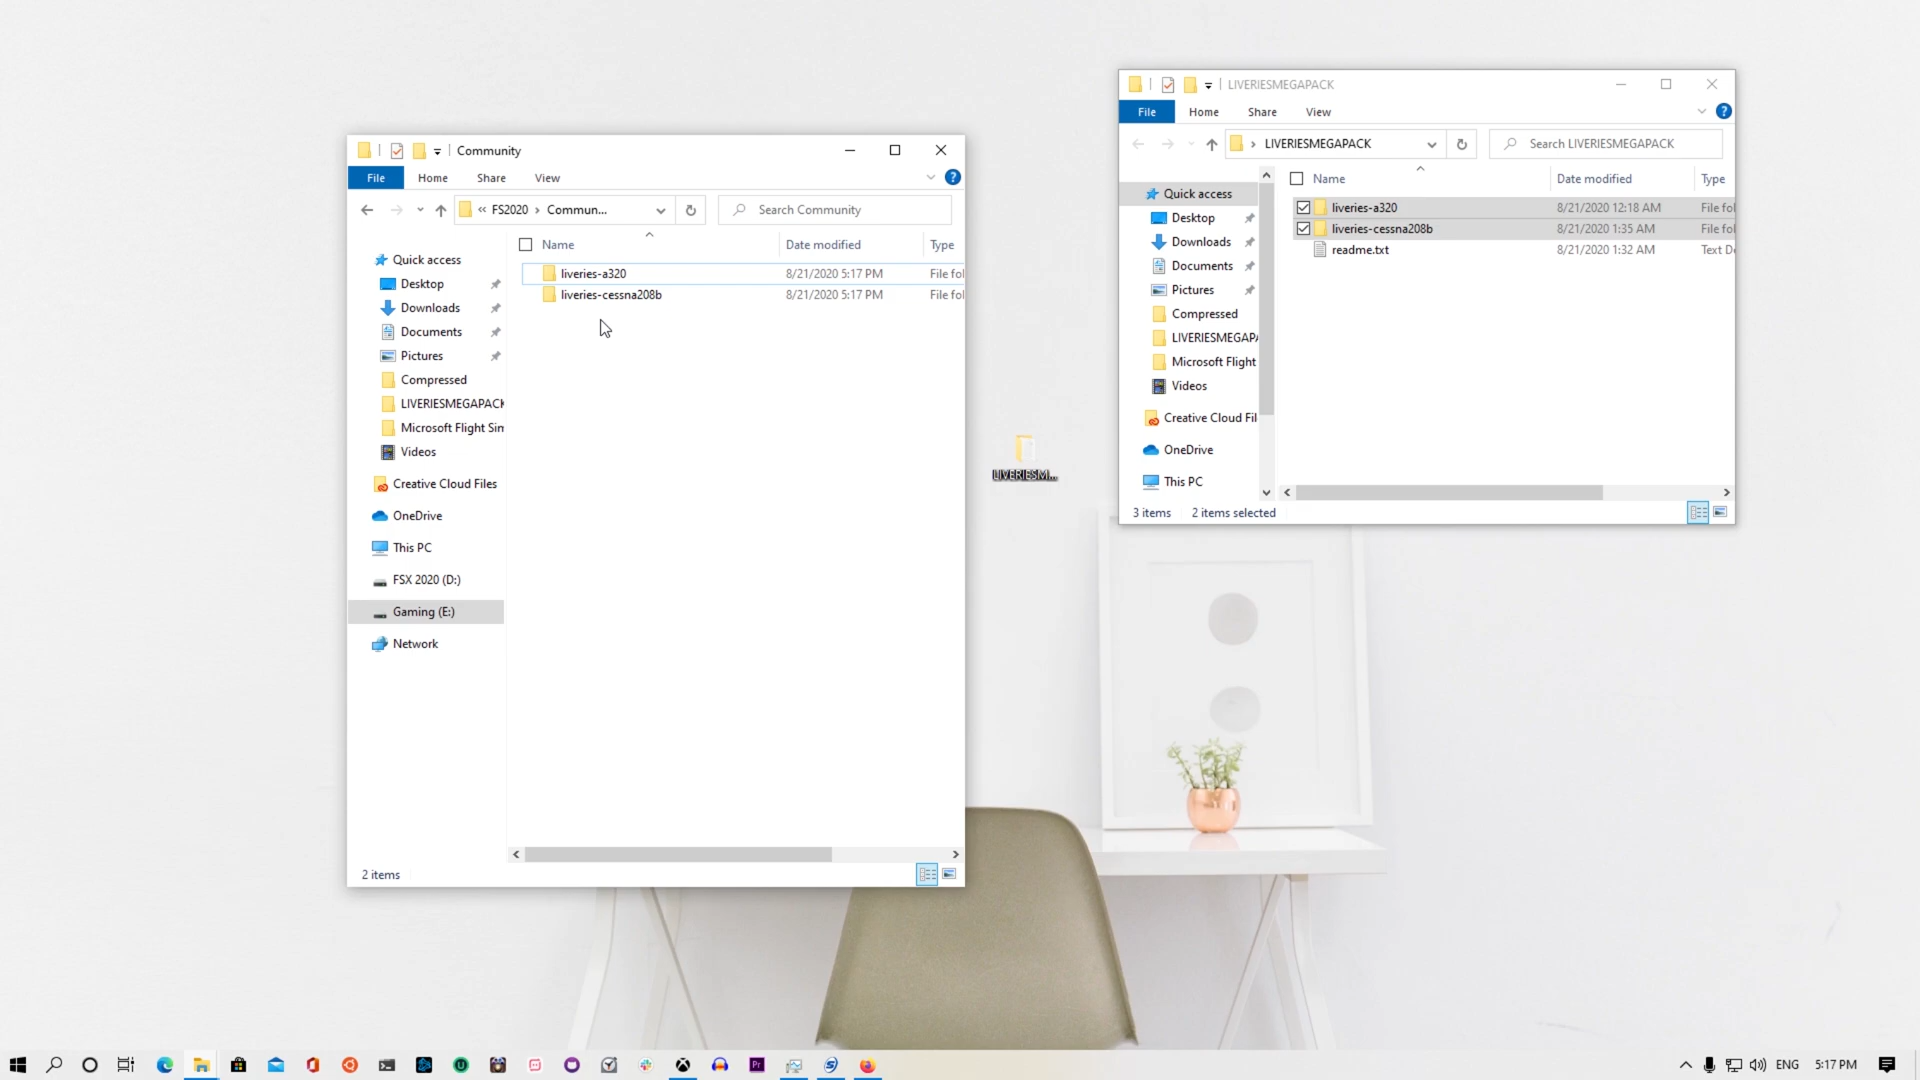 LIVERIESMEGAPACK
File Home Share View
LIVERIESMEGAPACK
Search LIVERIESMEGAPACK
Name Date modified Type
Quick access
Desktop
Downloads
Documents
Pictures
Compressed
LIVERIESMEGAPA
Microsoft Flight
Videos
Creative Cloud Fil
OneDrive
This PC
liveries-a320 8/21/2020 12:18 AM File fo
liveries-cessna208b 8/21/2020 1:35 AM File fo
readme.txt 8/21/2020 1:32 AM Text D
3 items 2 items selected
Community
File Home Share View
« FS2020 › Commun...
Search Community
Name Date modified Type
Quick access
Desktop
Downloads
Documents
Pictures
Compressed
LIVERIESMEGAPACK
Microsoft Flight Sim
Videos
Creative Cloud Files
OneDrive
This PC
FSX 2020 (D:)
Gaming (E:)
Network
liveries-a320 8/21/2020 5:17 PM File fol
liveries-cessna208b 8/21/2020 5:17 PM File fol
2 items
LIVERIESM...
Pr
ENG 5:17 PM